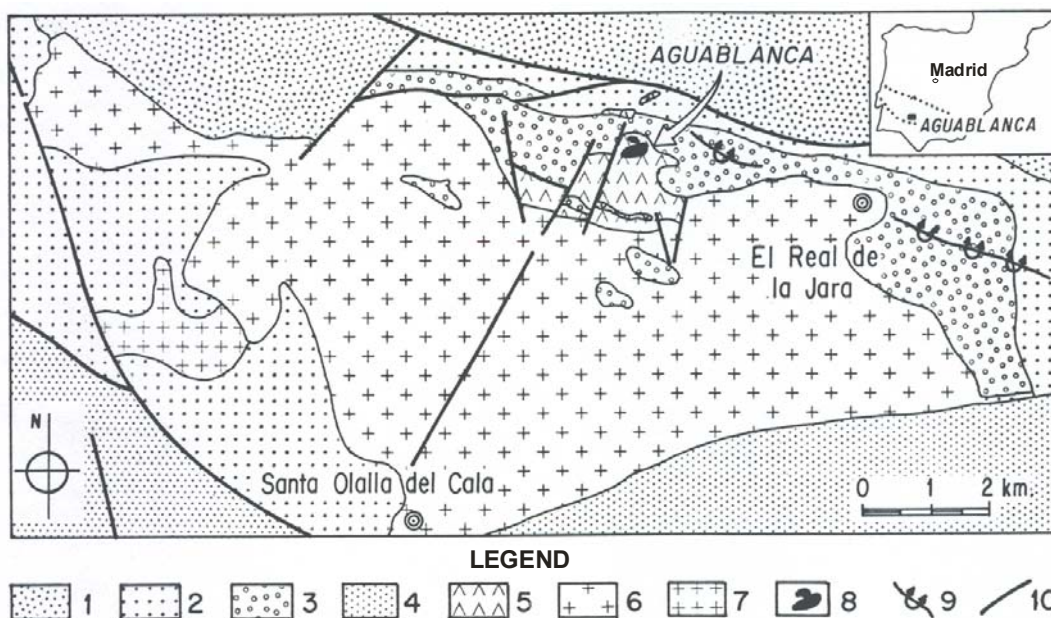 AGUABLANCA
Madrid
AGUABLANCA
El Real de
la Jara
N
Santa Olalla del Cala
0 1 2 km.
LEGEND
1 2 3 4 5 6 7 8 9 10